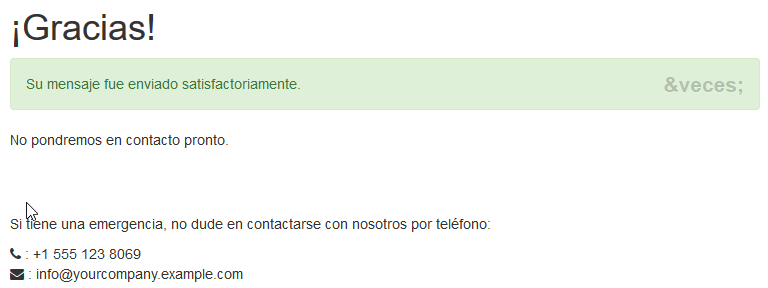 ¡Gracias!
Su mensaje fue enviado satisfactoriamente. &veces;
No pondremos en contacto pronto.
Si tiene una emergencia, no dude en contactarse con nosotros por teléfono:
: +1 555 123 8069
: info@yourcompany.example.com